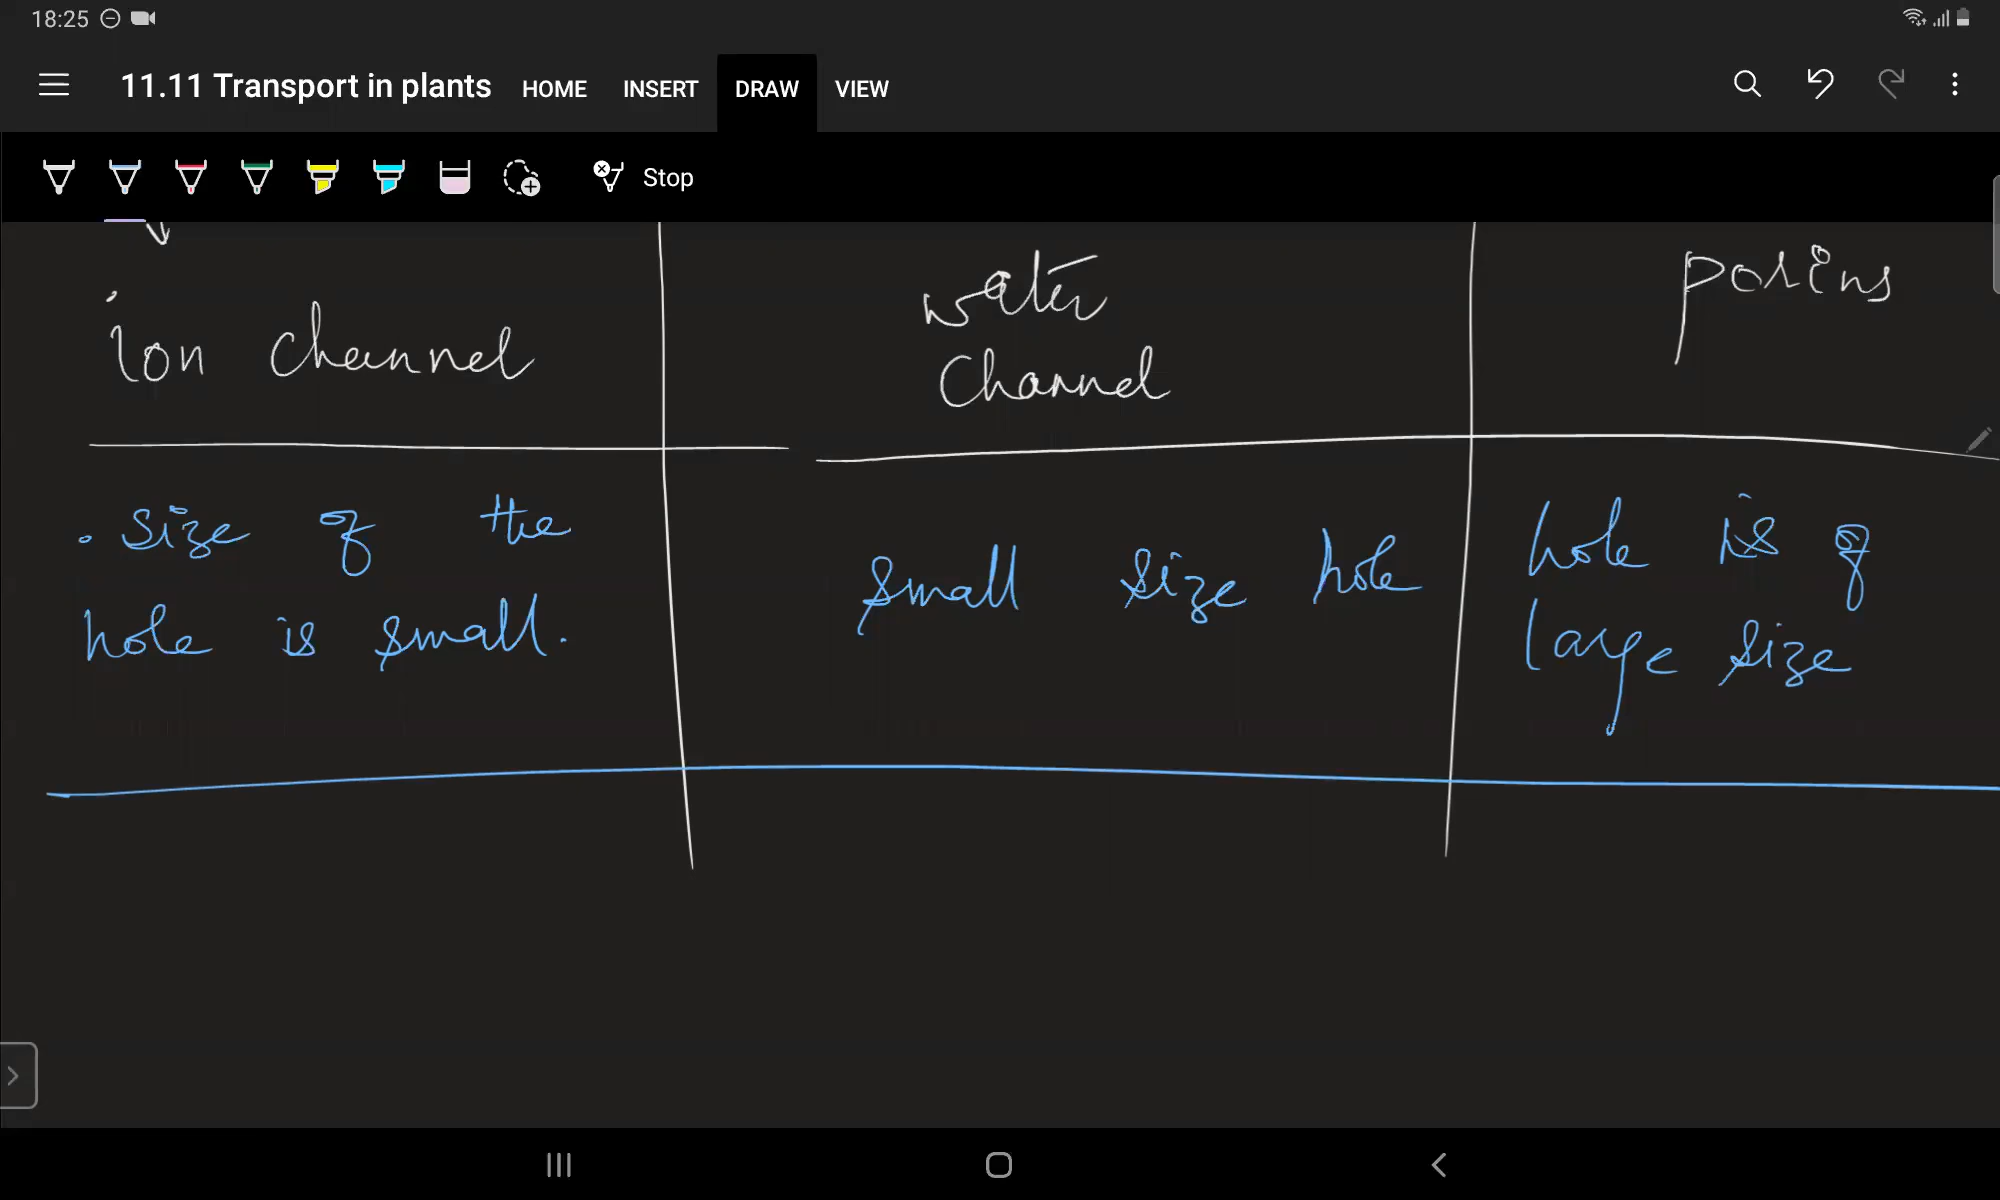 18:25
11.11 Transport in plants HOME INSERT DRAW VIEW
Stop
ion channel
water
Channel
porins
. size of the
hole is small.
small size hole
hole is of
large size